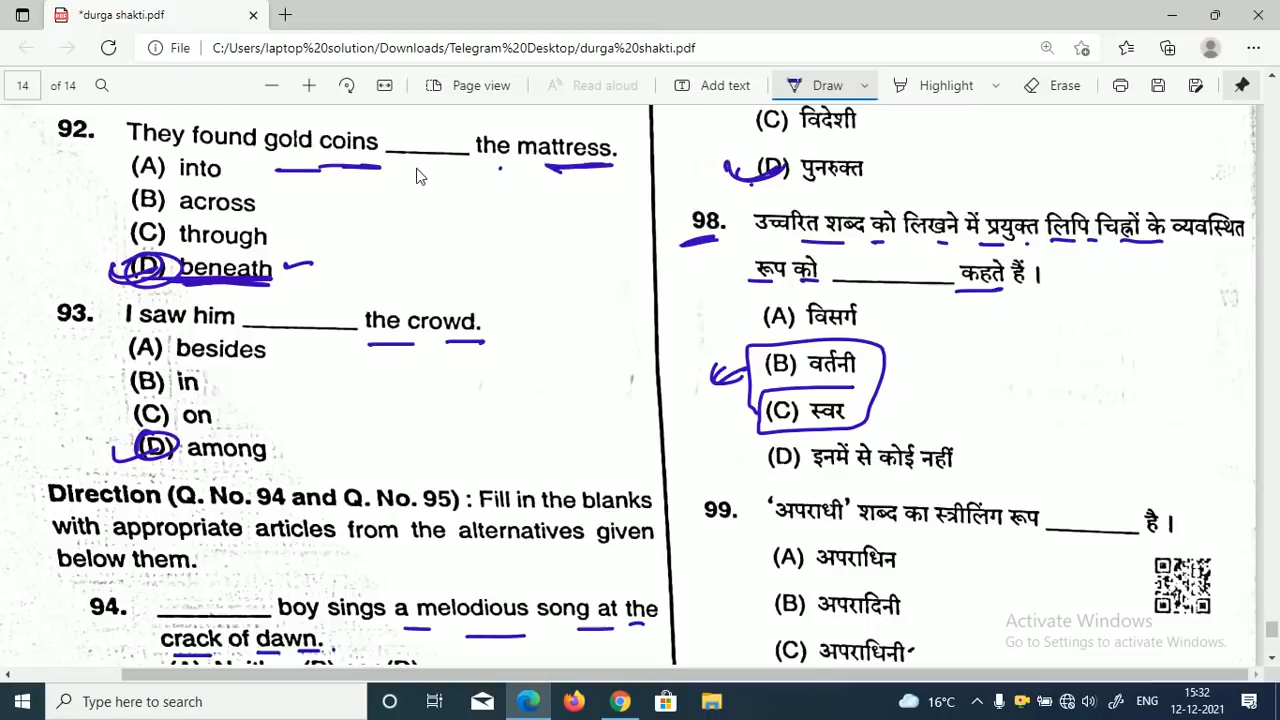 *durga shakti.pdf
File
C:/Users/laptop%20solution/Downloads/Telegram%20Desktop/durga%20shakti.pdf
14 of 14
Page view
Read aloud
Add text
Draw
Highlight
Erase
92. They found gold coins ________ the mattress.
(A) into
(B) across
(C) through
(D) beneath
93. I saw him ________ the crowd.
(A) besides
(B) in
(C) on
(D) among
Direction (Q. No. 94 and Q. No. 95) : Fill in the blanks
with appropriate articles from the alternatives given
below them.
94. ________ boy sings a melodious song at the
crack of dawn.
(C) विदेशी
(D) पुनरुक्त
98. उच्चरित शब्द को लिखने में प्रयुक्त लिपि चिह्नों के व्यवस्थित
रूप को ________ कहते हैं ।
(A) विसर्ग
(B) वर्तनी
(C) स्वर
(D) इनमें से कोई नहीं
99. 'अपराधी' शब्द का स्त्रीलिंग रूप ________ है ।
(A) अपराधिन
(B) अपरादिनी
(C) अपराधिनी
Activate Windows
Go to Settings to activate Windows.
Type here to search
16°C
ENG
15:32
12-12-2021